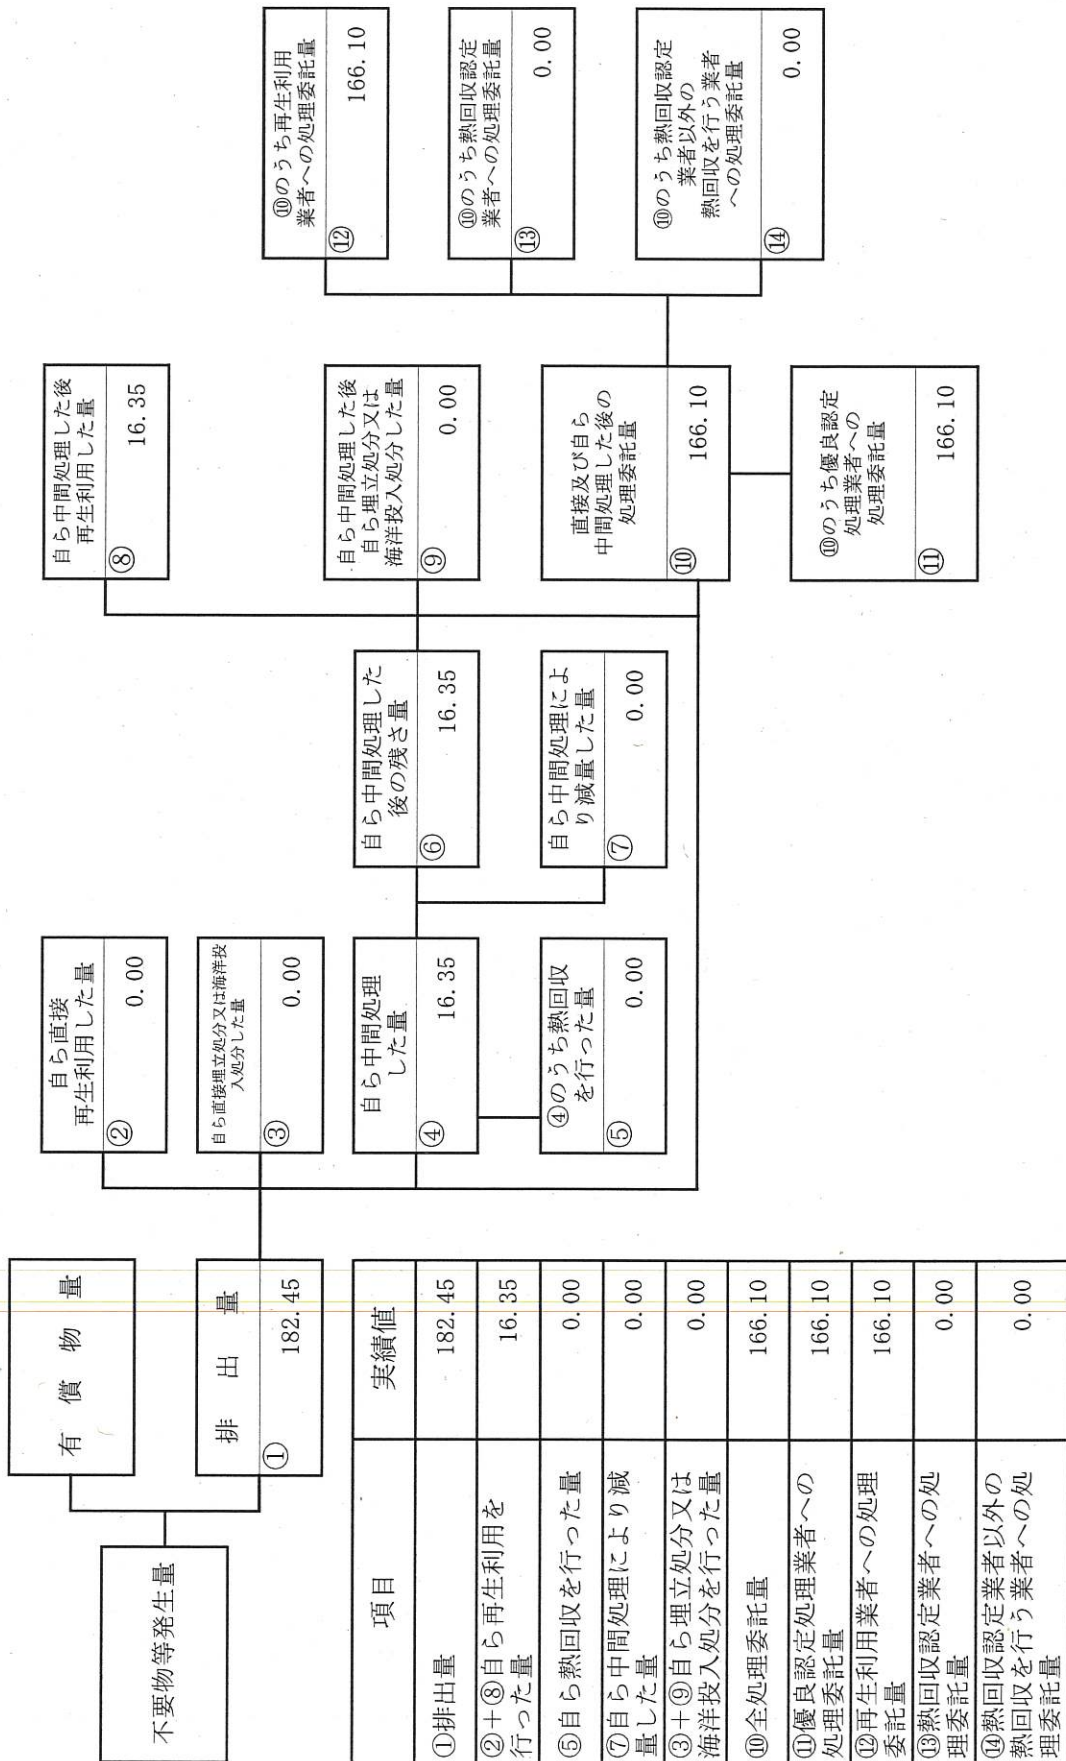 不要物等発生量
有償物量
排出量
①
182.45
自ら直接
再生利用した量
②
0.00
自ら直接埋立処分又は海洋投
入処分した量
③
0.00
自ら中間処理
した量
④
16.35
④のうち熱回収
を行った量
⑤
0.00
自ら中間処理した
後の残さ量
⑥
16.35
自ら中間処理によ
り減量した量
⑦
0.00
自ら中間処理した後
再生利用した量
⑧
16.35
自ら中間処理した後
自ら埋立処分又は
海洋投入処分した量
⑨
0.00
直接及び自ら
中間処理した後の
処理委託量
⑩
166.10
⑩のうち優良認定
処理業者への
処理委託量
⑪
166.10
⑩のうち再生利用
業者への処理委託量
⑫
166.10
⑩のうち熱回収認定
業者への処理委託量
⑬
0.00
⑩のうち熱回収認定
業者以外の
熱回収を行う業者
への処理委託量
⑭
0.00
項目
実績値
①排出量
182.45
②+⑧自ら再生利用を
行った量
16.35
⑤自ら熱回収を行った量
0.00
⑦自ら中間処理により減
量した量
0.00
③+⑨自ら埋立処分又は
海洋投入処分を行った量
0.00
⑩全処理委託量
166.10
⑪優良認定処理業者への
処理委託量
166.10
⑫再生利用業者への処理
委託量
166.10
⑬熱回収認定業者への処
理委託量
0.00
⑭熱回収認定業者以外の
熱回収を行う業者への処
理委託量
0.00